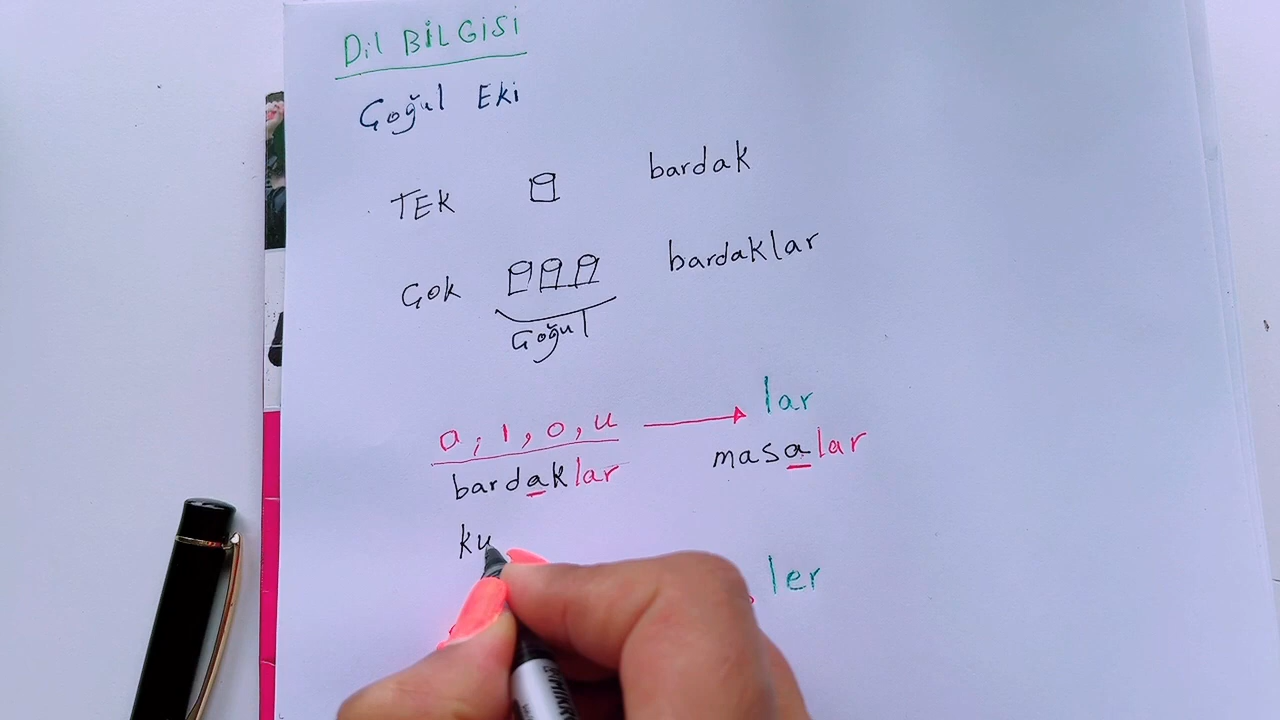 DiL BİLGİSİ
Çoğul Eki
TEK bardak
Çok bardaklar
Çoğul
a, ı, o, u lar
bardaklar masalar
ku
ler